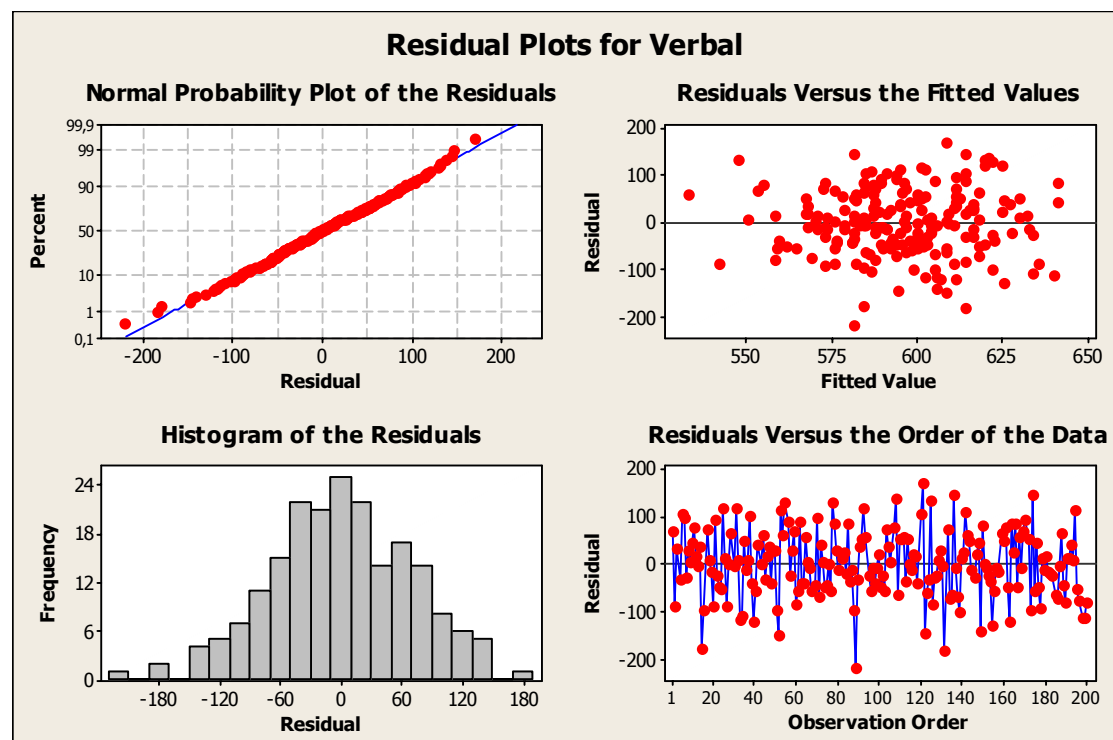 Residual Plots for Verbal
Normal Probability Plot of the Residuals
99,9
99
90
50
10
1
0,1
Percent
-200 -100 0 100 200
Residual
Residuals Versus the Fitted Values
200
100
0
-100
-200
Residual
550 575 600 625 650
Fitted Value
Histogram of the Residuals
24
18
12
6
0
Frequency
-180 -120 -60 0 60 120 180
Residual
Residuals Versus the Order of the Data
200
100
0
-100
-200
Residual
1 20 40 60 80 100 120 140 160 180 200
Observation Order